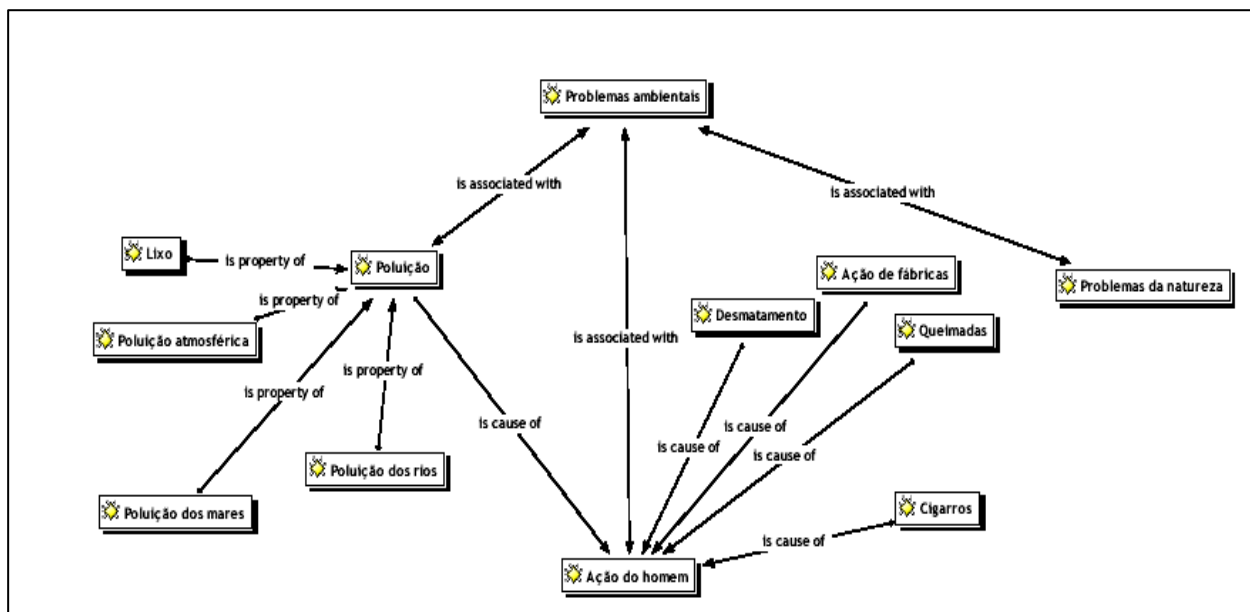 Problemas ambientais
is associated with
is associated with
Lixo
is property of
Poluição
Ação de fábricas
Problemas da natureza
is property of
Desmatamento
Poluição atmosférica
is associated with
Queimadas
is property of
is property of
is cause of
is cause of
is cause of
is cause of
Poluição dos rios
Poluição dos mares
Cigarros
is cause of
Ação do homem